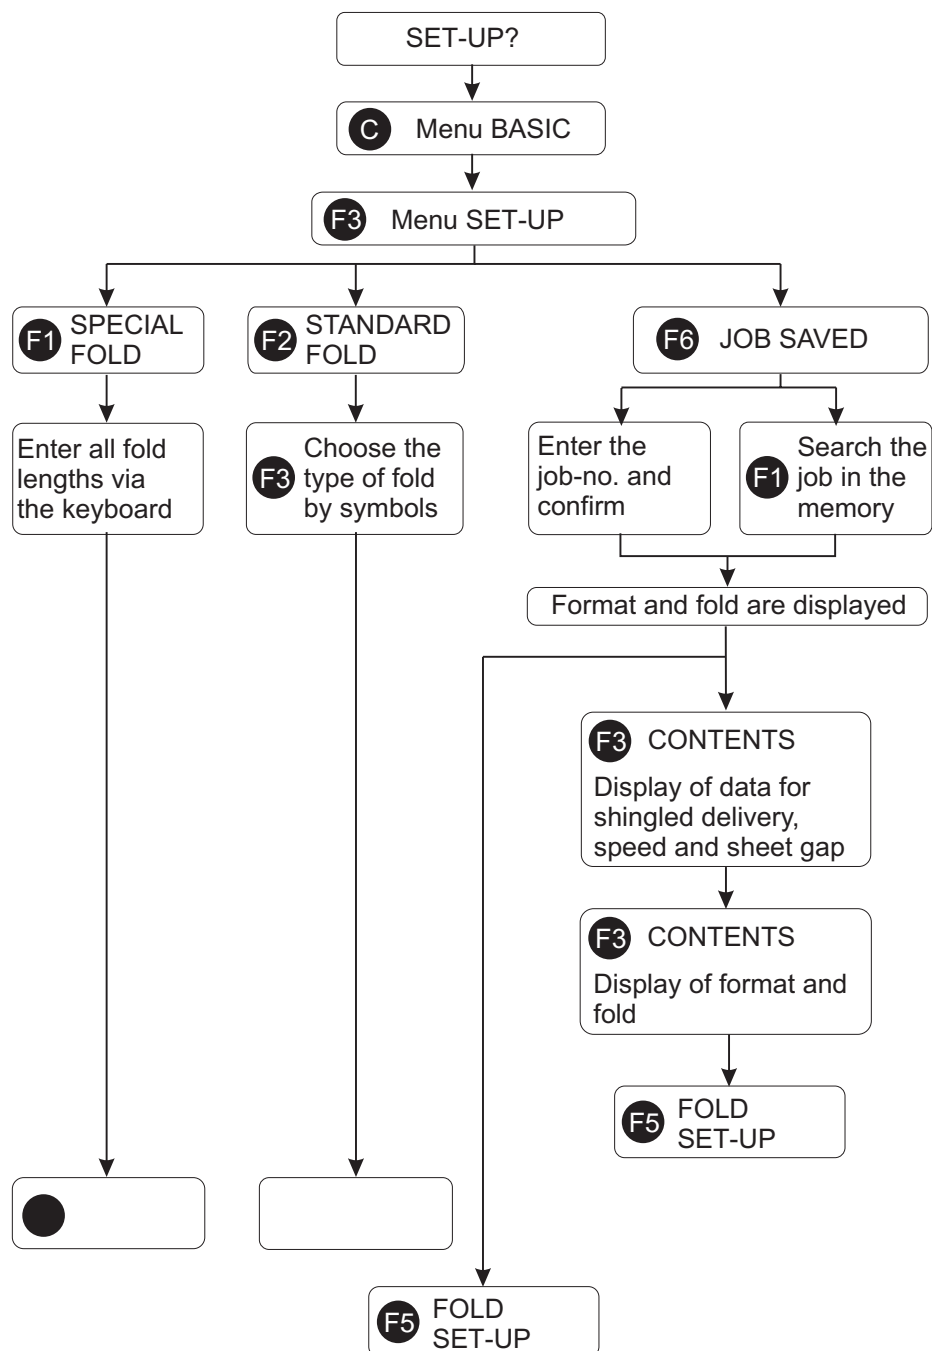 SET-UP?
C Menu BASIC
F3 Menu SET-UP
F1 SPECIAL
FOLD
F2 STANDARD
FOLD
F6 JOB SAVED
Enter all fold
lengths via
the keyboard
F3 Choose the
type of fold
by symbols
Enter the
job-no. and
confirm
F1 Search the
job in the
memory
Format and fold are displayed
F3 CONTENTS
Display of data for
shingled delivery,
speed and sheet gap
F3 CONTENTS
Display of format and
fold
F5 FOLD
SET-UP
F5 FOLD
SET-UP